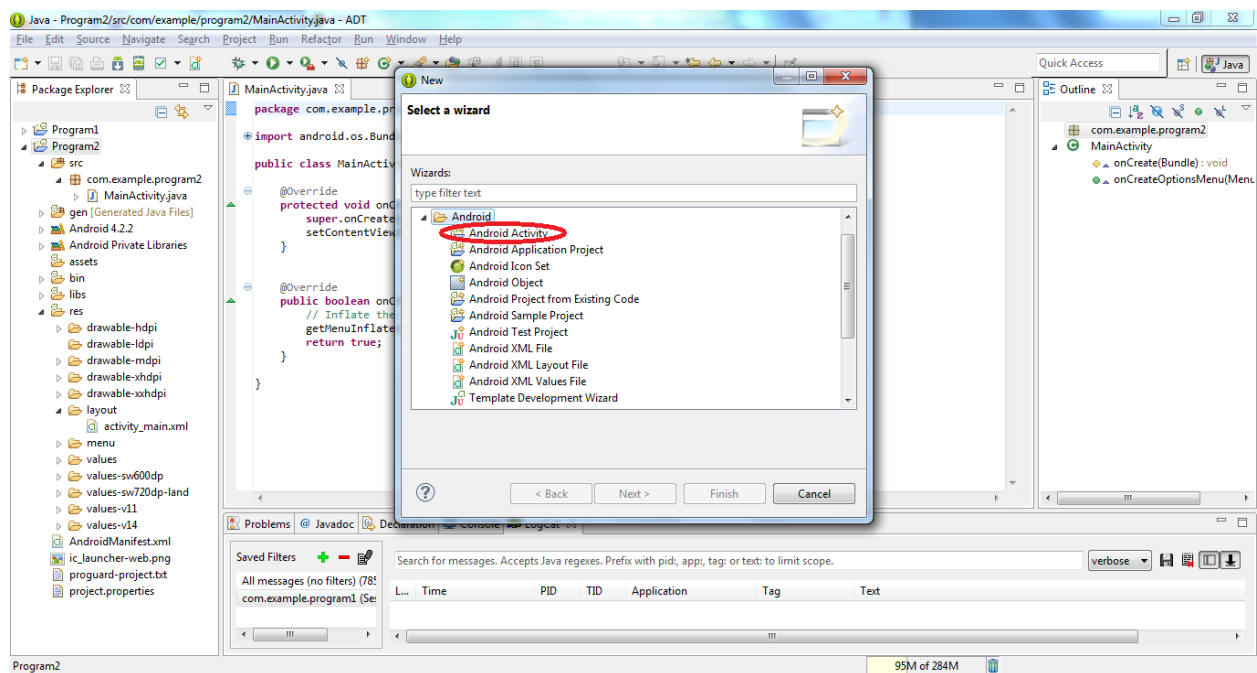 Java - Program2/src/com/example/program2/MainActivity.java - ADT
File Edit Source Navigate Search Project Run Refactor Run Window Help
Quick Access
Java
Package Explorer
Program1
Program2
src
com.example.program2
MainActivity.java
gen [Generated Java Files]
Android 4.2.2
Android Private Libraries
assets
bin
libs
res
drawable-hdpi
drawable-ldpi
drawable-mdpi
drawable-xhdpi
drawable-xxhdpi
layout
activity_main.xml
menu
values
values-sw600dp
values-sw720dp-land
values-v11
values-v14
AndroidManifest.xml
ic_launcher-web.png
proguard-project.txt
project.properties
MainActivity.java
package com.example.pr
import android.os.Bund
public class MainActiv
@Override
protected void onC
super.onCreate
setContentView
}
@Override
public boolean onC
// Inflate the
getMenuInflate
return true;
}
}
New
Select a wizard
Wizards:
type filter text
Android
Android Activity
Android Application Project
Android Icon Set
Android Object
Android Project from Existing Code
Android Sample Project
Android Test Project
Android XML File
Android XML Layout File
Android XML Values File
Template Development Wizard
< Back Next > Finish Cancel
Outline
com.example.program2
MainActivity
onCreate(Bundle) : void
onCreateOptionsMenu(Menu
Problems @ Javadoc Declaration Console LogCat
Saved Filters
All messages (no filters) (785
com.example.program1 (Ses
Search for messages. Accepts Java regexes. Prefix with pid:, app:, tag: or text: to limit scope.
verbose
L... Time PID TID Application Tag Text
Program2
95M of 284M